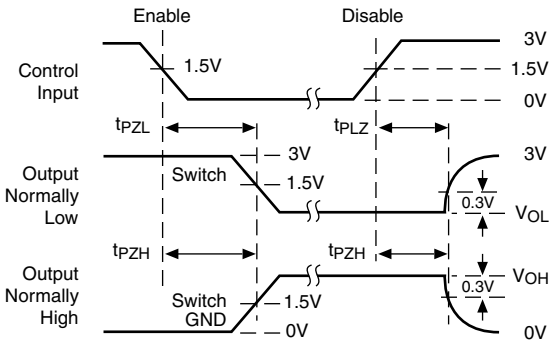 Enable Disable
3V
1.5V 1.5V
Control
Input
0V
tPZL tPLZ
3V 3V
Output
Normally
Low
Switch
1.5V
0.3V
VOL
tPZH tPZH
Output
Normally
High
VOH
0.3V
Switch
GND
1.5V
0V 0V